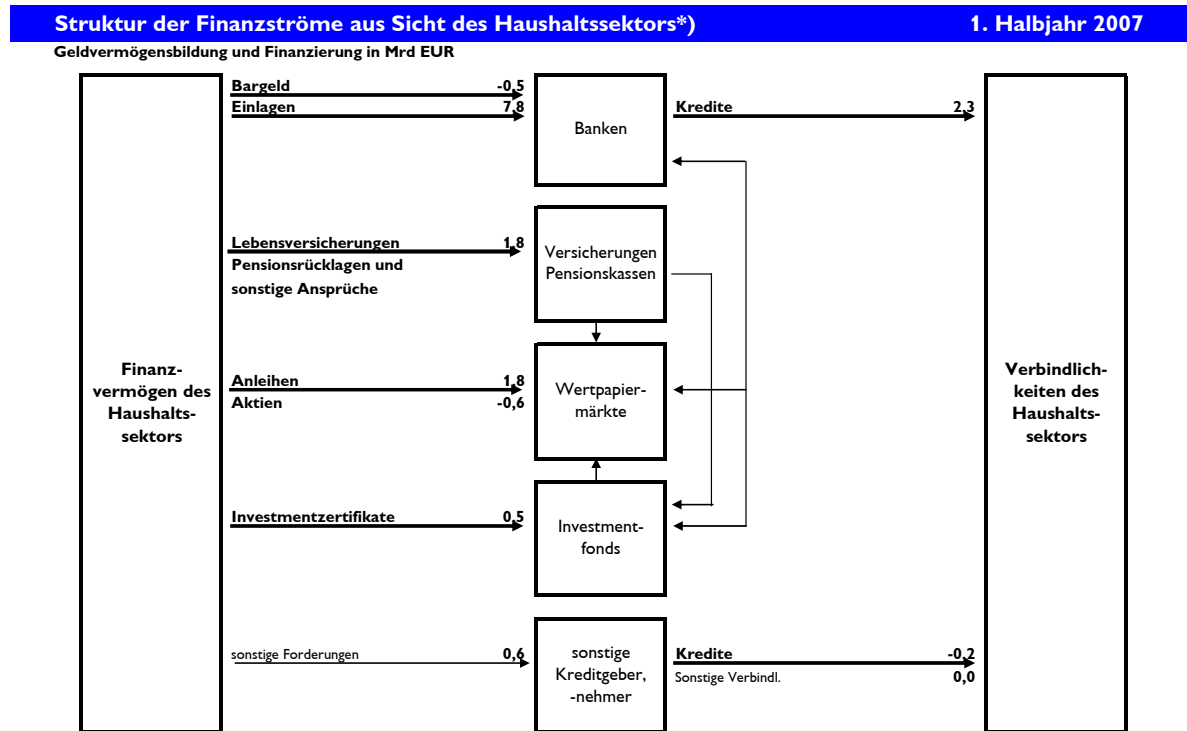 Struktur der Finanzströme aus Sicht des Haushaltssektors*) 1. Halbjahr 2007
Geldvermögensbildung und Finanzierung in Mrd EUR
Finanz-
vermögen des
Haushalts-
sektors
Bargeld -0,5
Einlagen 7,8
Banken
Kredite 2,3
Lebensversicherungen 1,8
Pensionsrücklagen und
sonstige Ansprüche
Versicherungen
Pensionskassen
Anleihen 1,8
Aktien -0,6
Wertpapier-
märkte
Investmentzertifikate 0,5
Investment-
fonds
sonstige Forderungen 0,6
sonstige
Kreditgeber,
-nehmer
Kredite -0,2
Sonstige Verbindl. 0,0
Verbindlich-
keiten des
Haushalts-
sektors